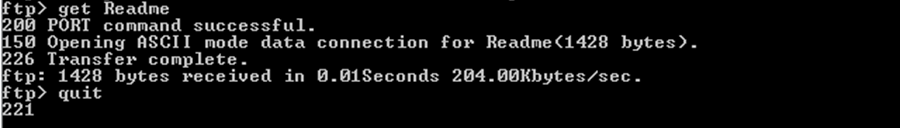 ftp> get Readme
200 PORT command successful.
150 Opening ASCII mode data connection for Readme(1428 bytes).
226 Transfer complete.
ftp: 1428 bytes received in 0.01Seconds 204.00Kbytes/sec.
ftp> quit
221